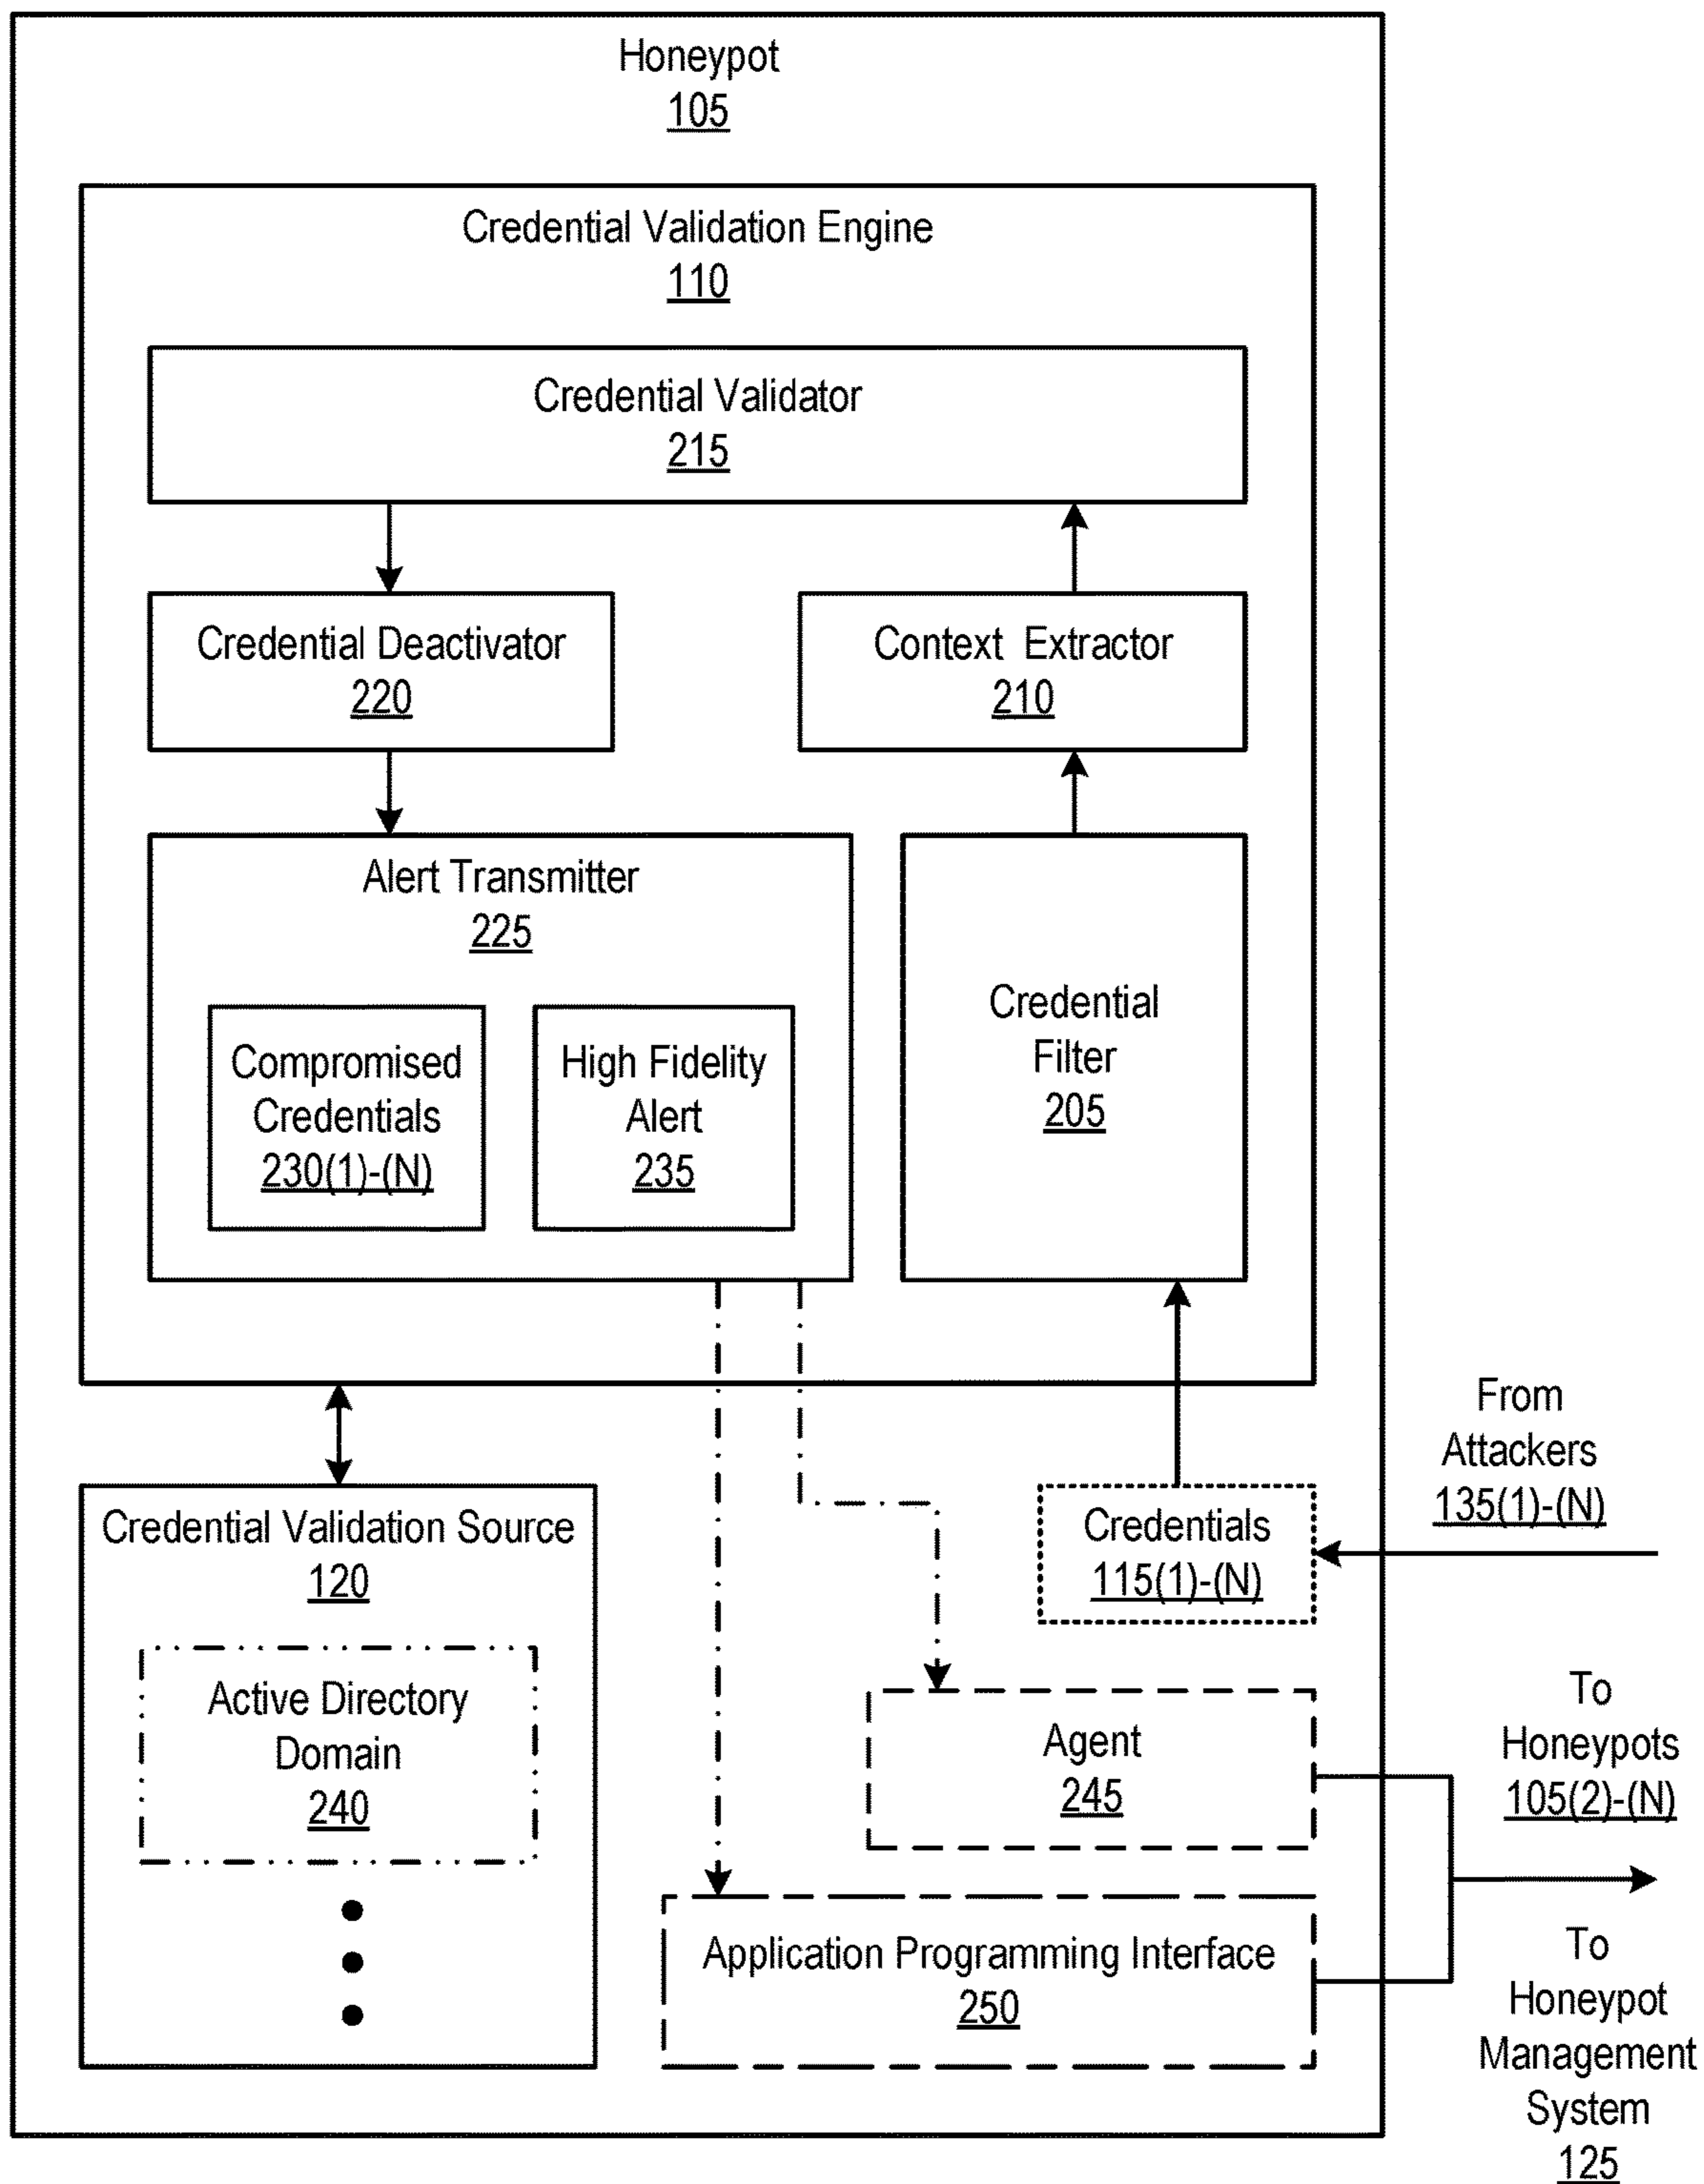 Honeypot
105
Credential Validation Engine
110
Credential Validator
215
Credential Deactivator
220
Context Extractor
210
Alert Transmitter
225
Compromised
Credentials
230(1)-(N)
High Fidelity
Alert
235
Credential
Filter
205
Credential Validation Source
120
Active Directory
Domain
240
Credentials
115(1)-(N)
From
Attackers
135(1)-(N)
Agent
245
To
Honeypots
105(2)-(N)
Application Programming Interface
250
To
Honeypot
Management
System
125